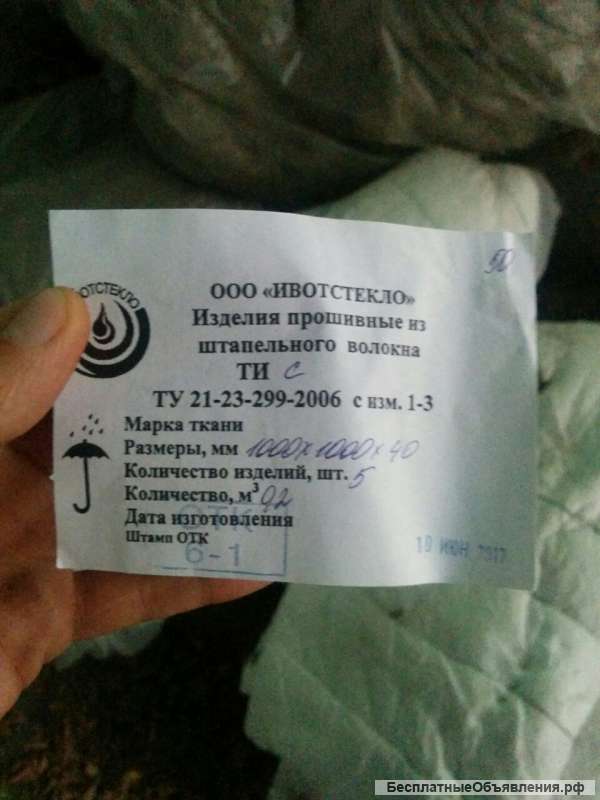 50
ИВОТСТЕКЛО
ООО «ИВОТСТЕКЛО»
Изделия прошивные из
штапельного волокна
ТИ С
ТУ 21-23-299-2006 с изм. 1-3
Марка ткани
Размеры, мм 1000х1000х40
Количество изделий, шт. 5
Количество, м³ 0,2
Дата изготовления
Штамп ОТК
ОТК
6-1
19 ИЮН 2017
БесплатныеОбъявления.рф